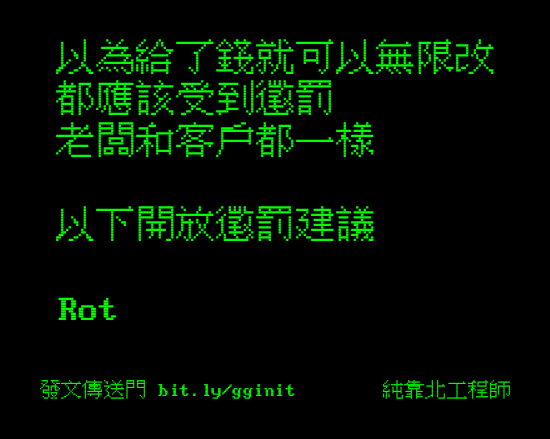 以為給了錢就可以無限改
都應該受到懲罰
老闆和客戶都一樣
以下開放懲罰建議
Rot
發文傳送門 bit.ly/gginit
純靠北工程師